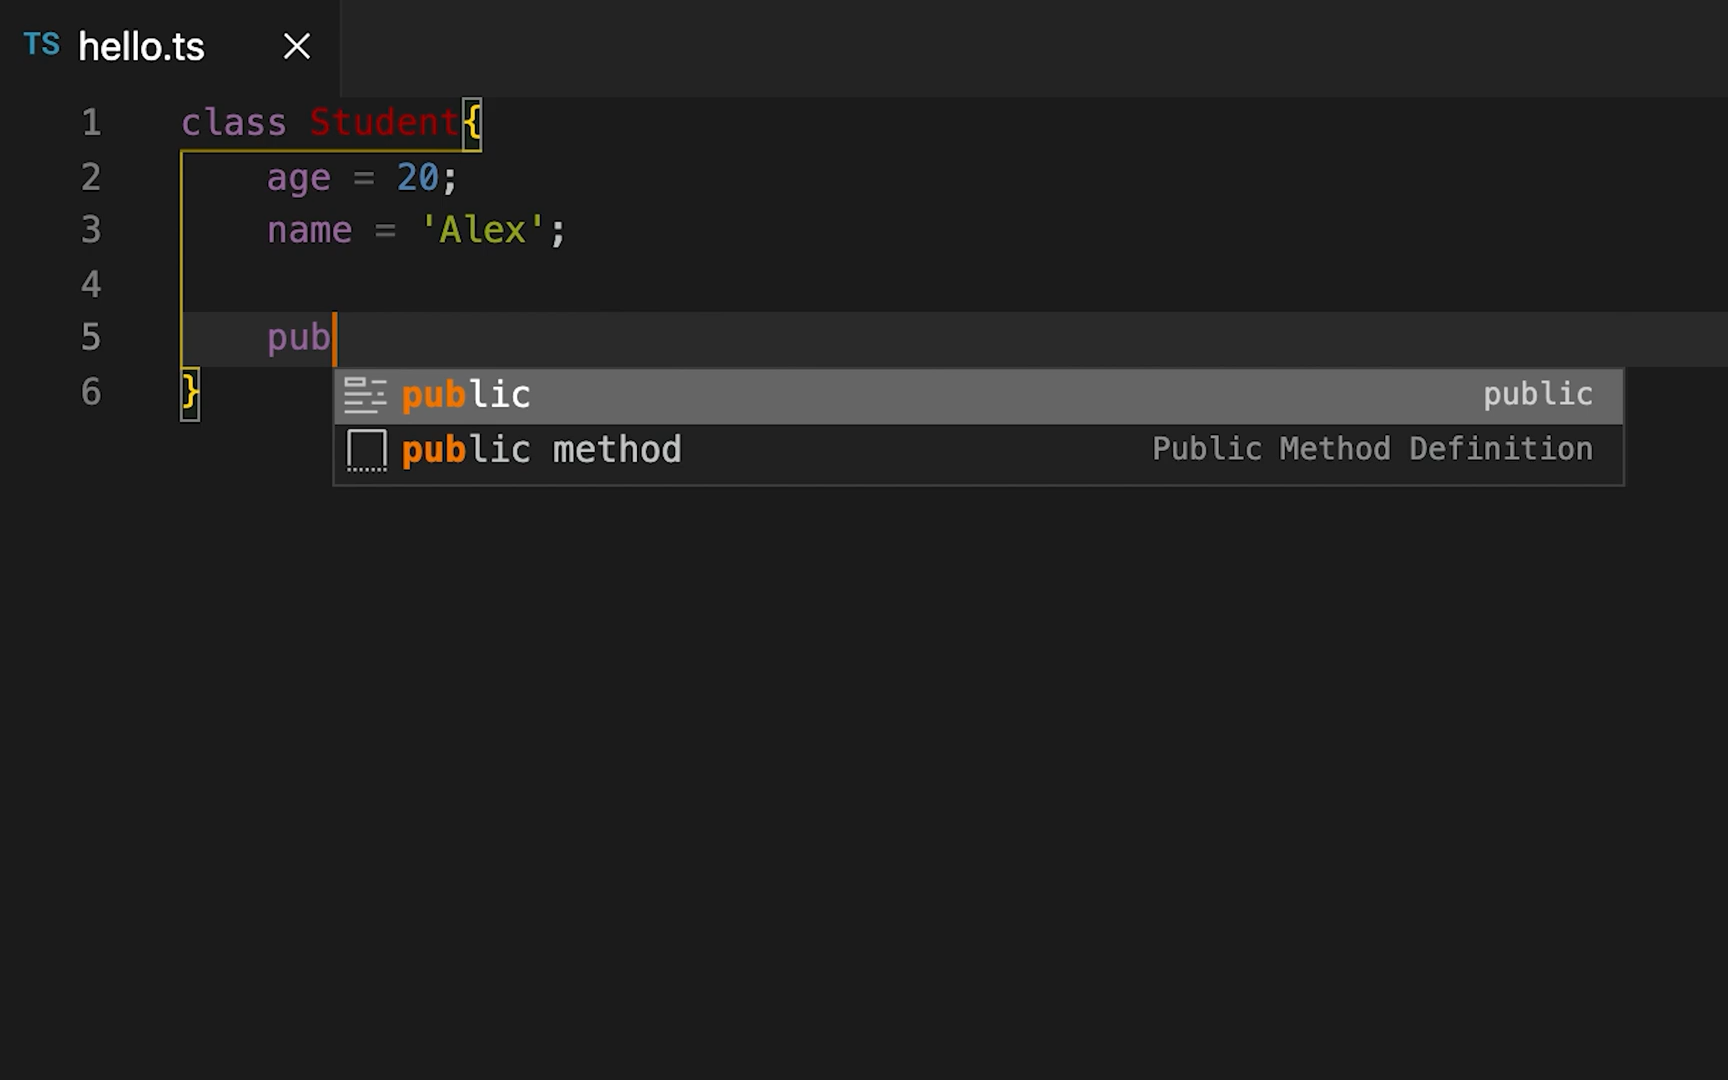 TS hello.ts
1 class Student{
2 age = 20;
3 name = 'Alex';
4
5 pub
public public
public method Public Method Definition
6 }